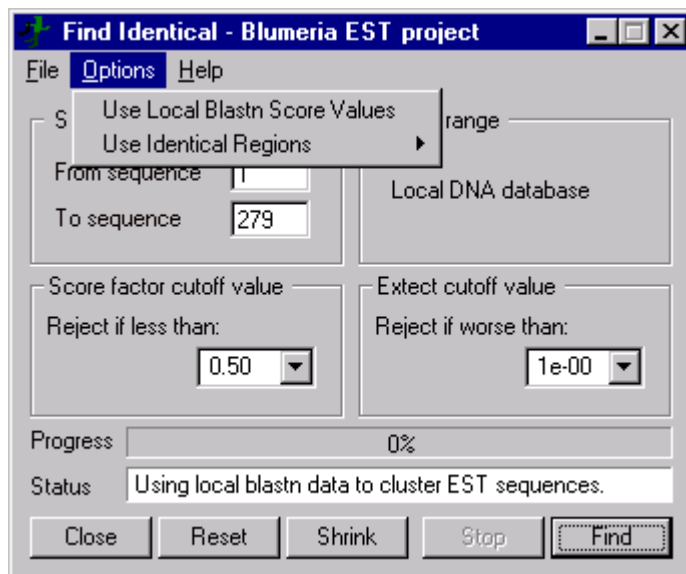 Find Identical - Blumeria EST project
File Options Help
Use Local Blastn Score Values
Use Identical Regions
S
range
From sequence 1
To sequence 279
Local DNA database
Score factor cutoff value
Reject if less than:
0.50
Extect cutoff value
Reject if worse than:
1e-00
Progress 0%
Status Using local blastn data to cluster EST sequences.
Close Reset Shrink Stop Find